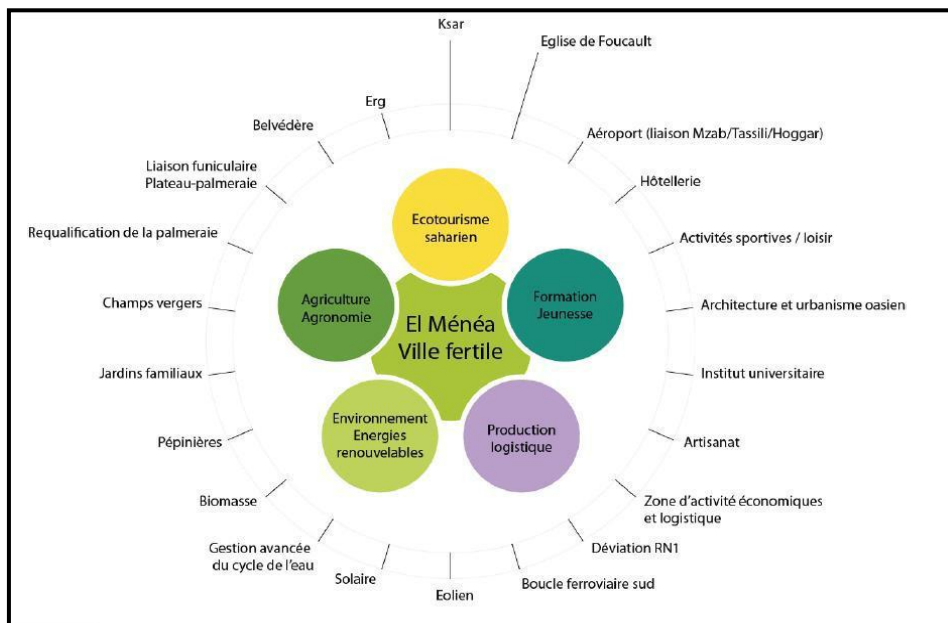 Ksar
Eglise de Foucault
Aéroport (liaison Mzab/Tassili/Hoggar)
Hôtellerie
Activités sportives / loisir
Architecture et urbanisme oasien
Institut universitaire
Artisanat
Zone d'activité économiques
et logistique
Déviation RN1
Boucle ferroviaire sud
Eolien
Solaire
Gestion avancée
du cycle de l'eau
Biomasse
Pépinières
Jardins familiaux
Champs vergers
Requalification de la palmeraie
Liaison funiculaire
Plateau-palmeraie
Belvédère
Erg
Ecotourisme
saharien
Formation
Jeunesse
Production
logistique
Environnement
Energies
renouvelables
Agriculture
Agronomie
El Ménéa
Ville fertile